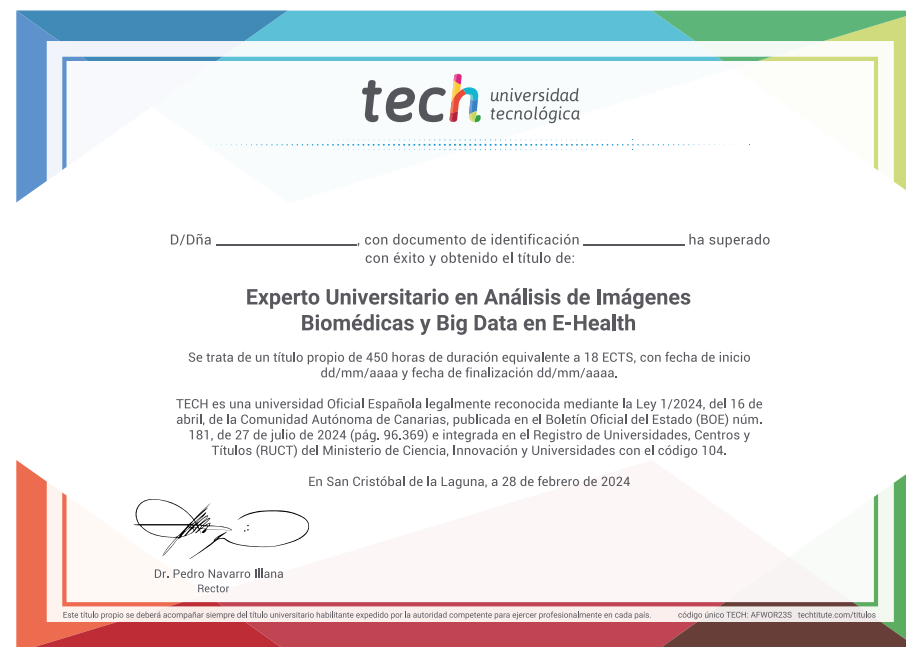 tech universidad
tecnológica
D/Dña ____________________, con documento de identificación ______________ ha superado
con éxito y obtenido el título de:
Experto Universitario en Análisis de Imágenes
Biomédicas y Big Data en E-Health
Se trata de un título propio de 450 horas de duración equivalente a 18 ECTS, con fecha de inicio
dd/mm/aaaa y fecha de finalización dd/mm/aaaa.
TECH es una universidad Oficial Española legalmente reconocida mediante la Ley 1/2024, del 16 de
abril, de la Comunidad Autónoma de Canarias, publicada en el Boletín Oficial del Estado (BOE) núm.
181, de 27 de julio de 2024 (pág. 96.369) e integrada en el Registro de Universidades, Centros y
Títulos (RUCT) del Ministerio de Ciencia, Innovación y Universidades con el código 104.
En San Cristóbal de la Laguna, a 28 de febrero de 2024
Dr. Pedro Navarro Illana
Rector
Este título propio se deberá acompañar siempre del título universitario habilitante expedido por la autoridad competente para ejercer profesionalmente en cada país. código único TECH: AFWOR23S techtitute.com/titulos